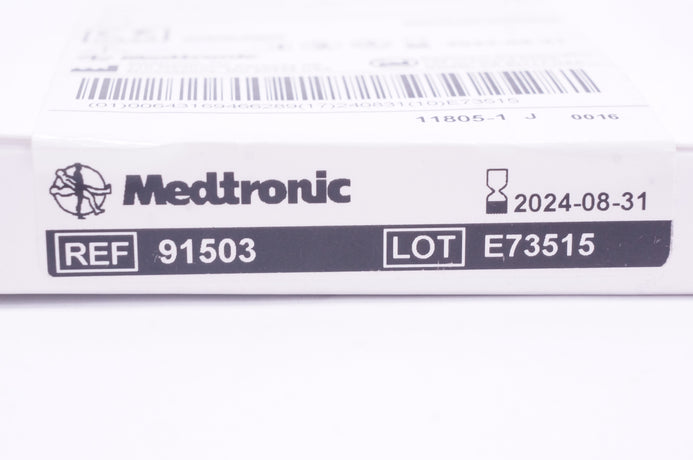 (01)00643169466289(17)240831(10)E73515
11805-1 J 0016
Medtronic
2024-08-31
REF 91503 LOT E73515